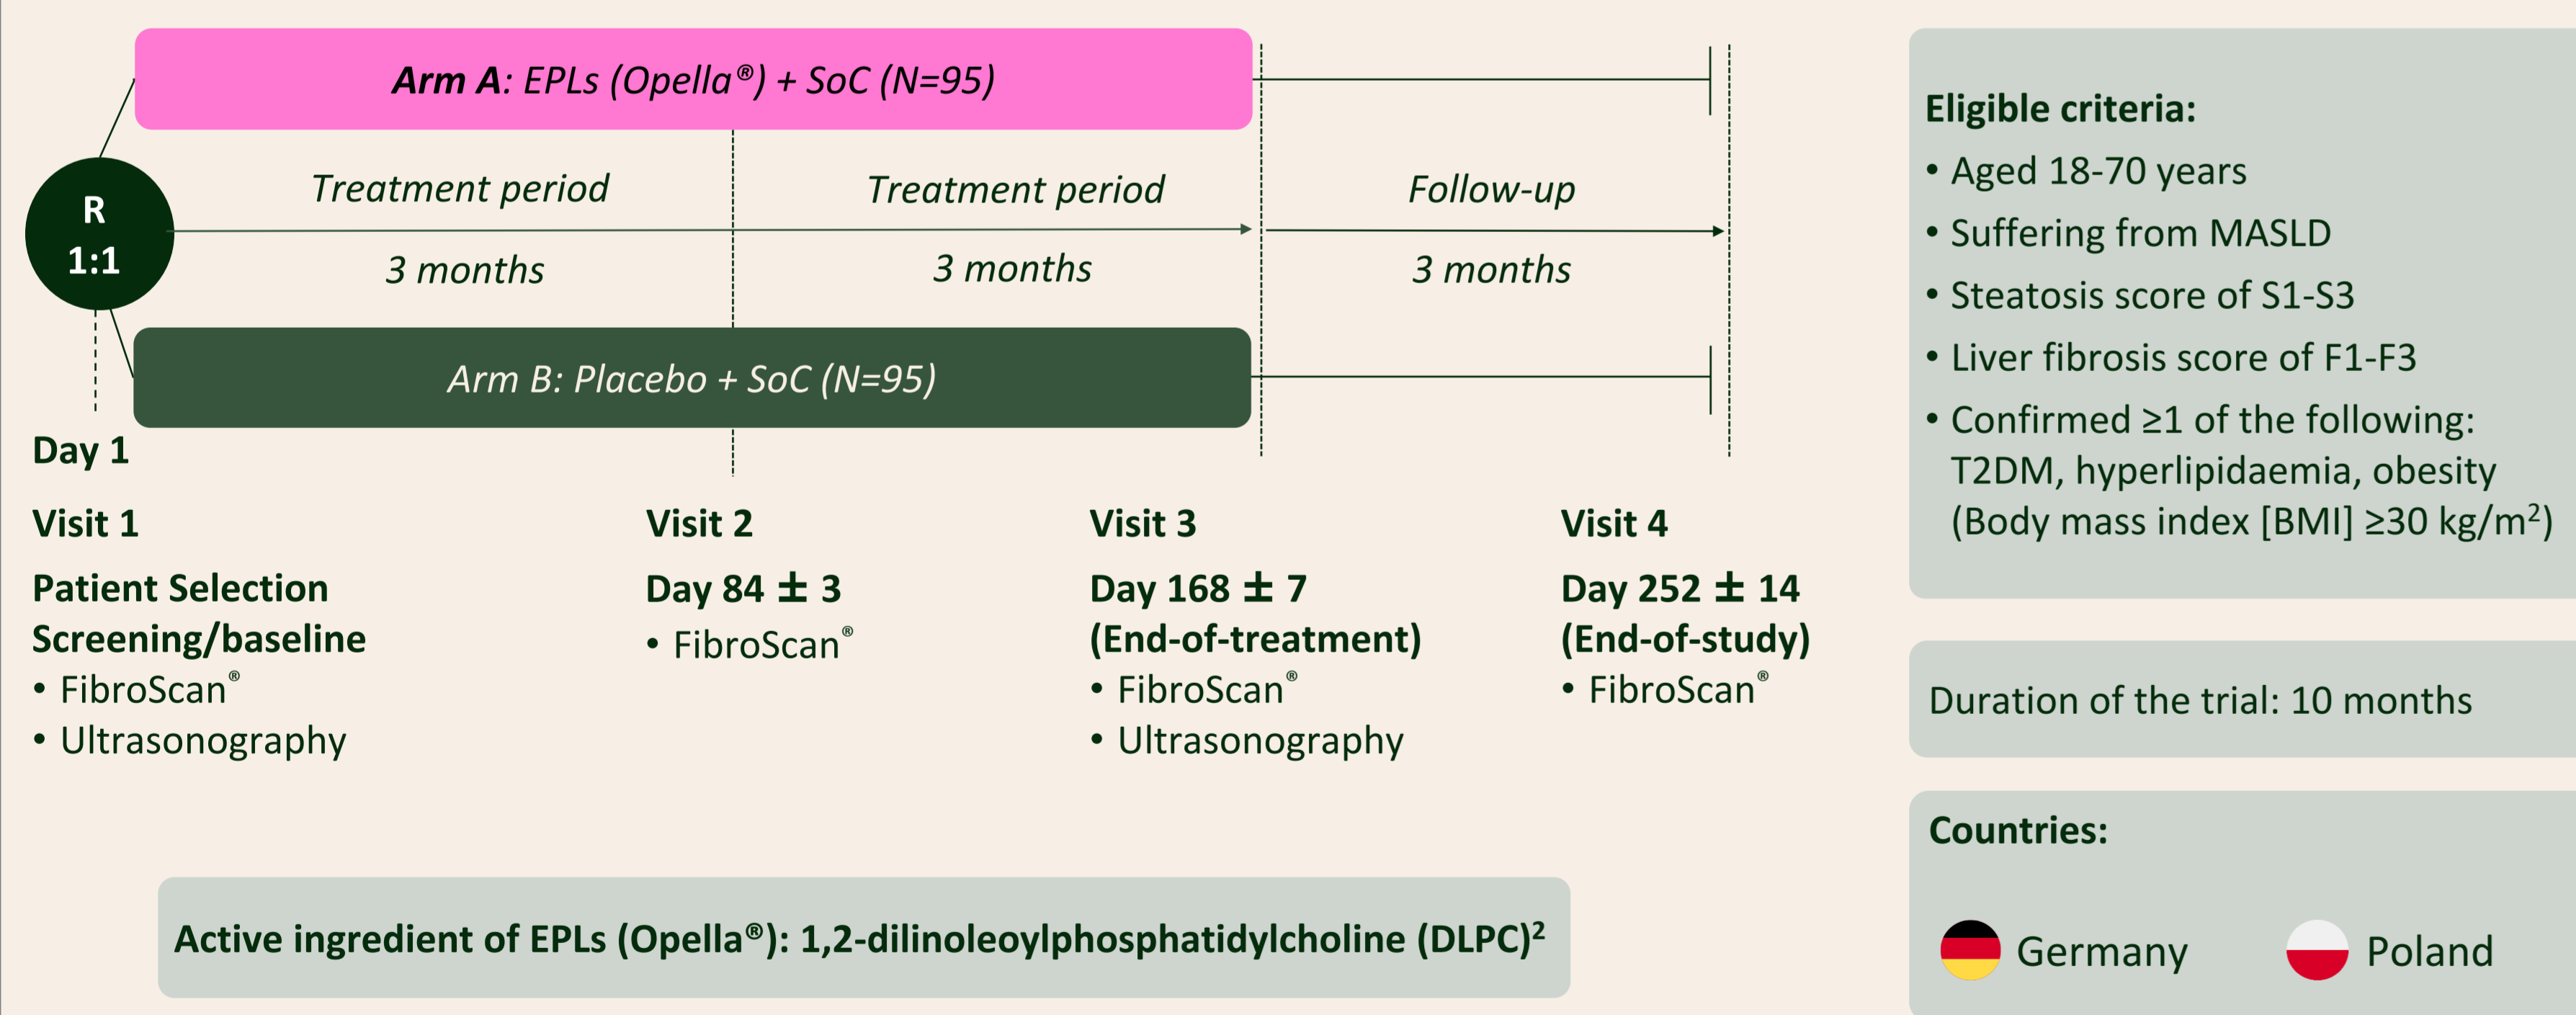 Arm A: EPLs (Opella®) + SoC (N=95)
R
1:1
Treatment period
3 months
Treatment period
3 months
Follow-up
3 months
Arm B: Placebo + SoC (N=95)
Day 1
Visit 1
Patient Selection
Screening/baseline
• FibroScan®
• Ultrasonography
Visit 2
Day 84 ± 3
• FibroScan®
Visit 3
Day 168 ± 7
(End-of-treatment)
• FibroScan®
• Ultrasonography
Visit 4
Day 252 ± 14
(End-of-study)
• FibroScan®
Active ingredient of EPLs (Opella®): 1,2-dilinoleoylphosphatidylcholine (DLPC)²
Eligible criteria:
• Aged 18-70 years
• Suffering from MASLD
• Steatosis score of S1-S3
• Liver fibrosis score of F1-F3
• Confirmed ≥1 of the following:
T2DM, hyperlipidaemia, obesity
(Body mass index [BMI] ≥30 kg/m²)
Duration of the trial: 10 months
Countries:
Germany
Poland